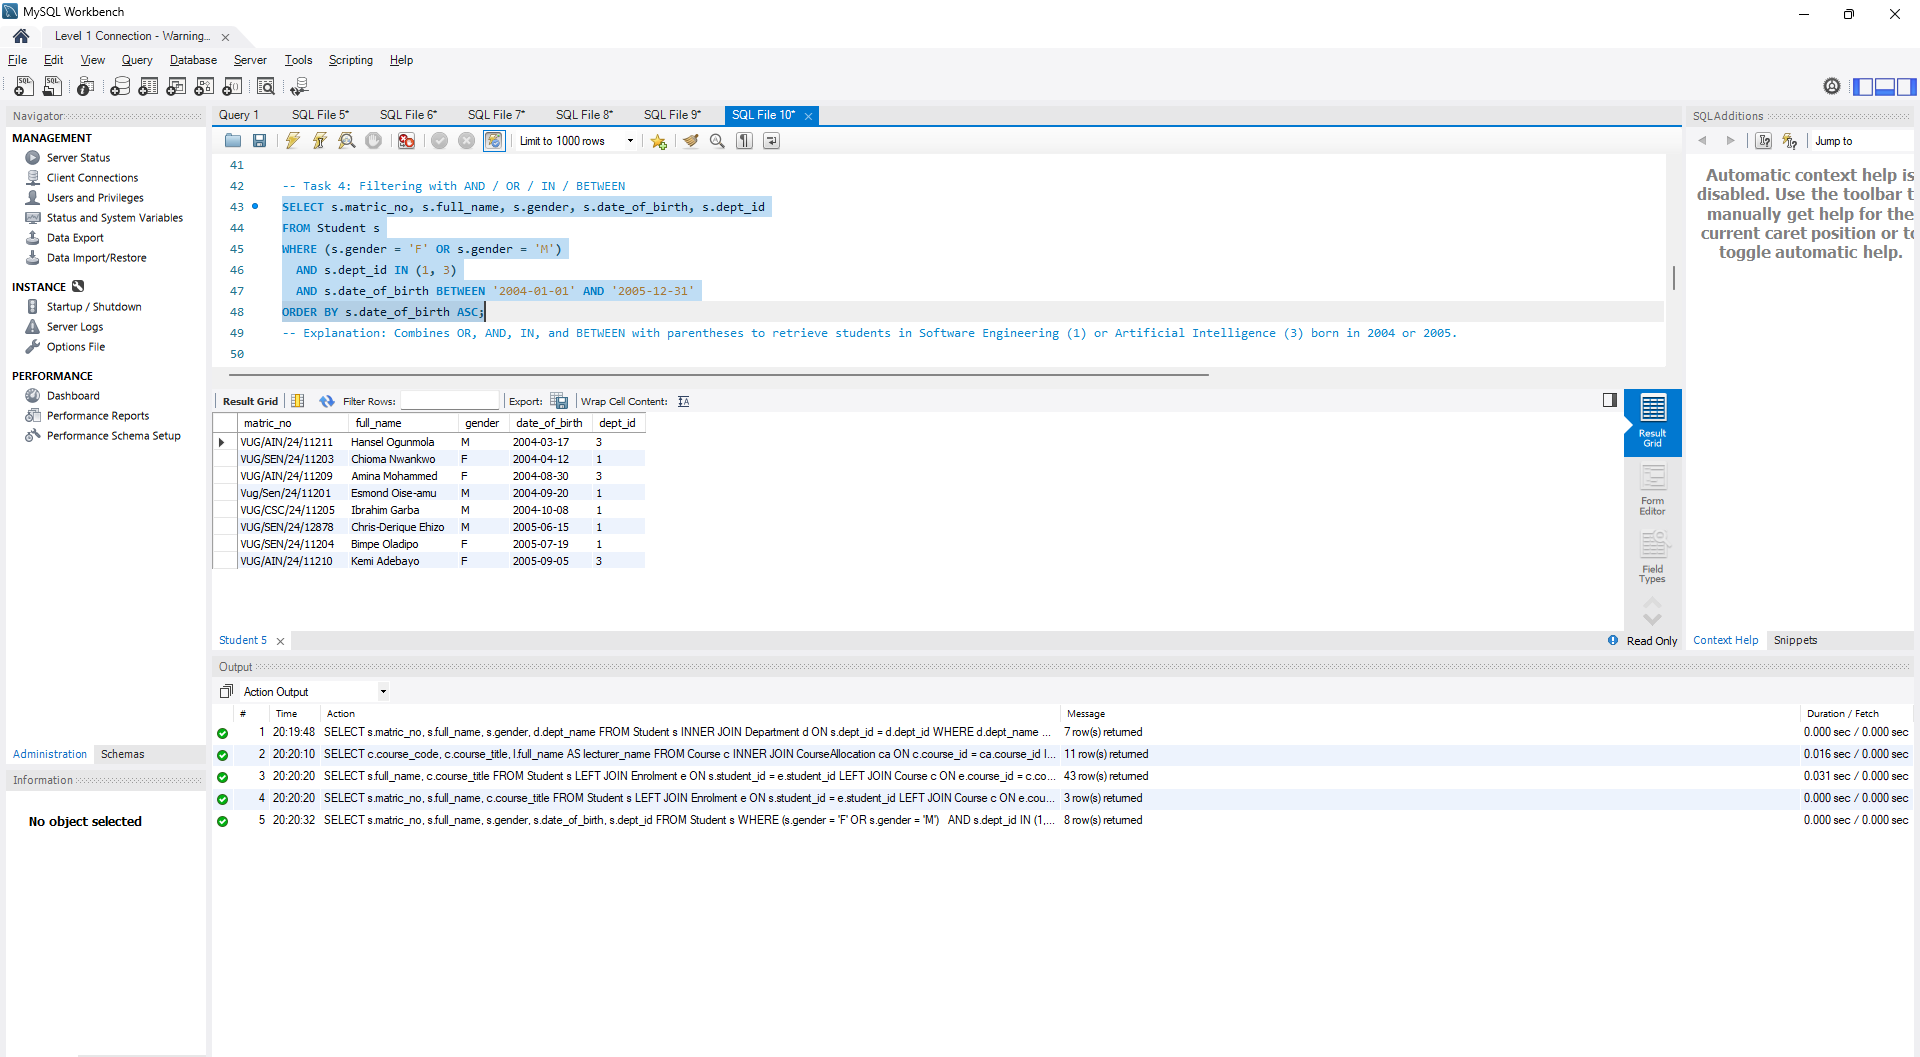 MySQL Workbench
Level 1 Connection - Warning...
File Edit View Query Database Server Tools Scripting Help
Navigator
MANAGEMENT
Server Status
Client Connections
Users and Privileges
Status and System Variables
Data Export
Data Import/Restore
INSTANCE
Startup / Shutdown
Server Logs
Options File
PERFORMANCE
Dashboard
Performance Reports
Performance Schema Setup
Administration Schemas
Information
No object selected
Query 1 SQL File 5* SQL File 6* SQL File 7* SQL File 8* SQL File 9* SQL File 10*
Limit to 1000 rows
41
42 -- Task 4: Filtering with AND / OR / IN / BETWEEN
43 SELECT s.matric_no, s.full_name, s.gender, s.date_of_birth, s.dept_id
44 FROM Student s
45 WHERE (s.gender = 'F' OR s.gender = 'M')
46 AND s.dept_id IN (1, 3)
47 AND s.date_of_birth BETWEEN '2004-01-01' AND '2005-12-31'
48 ORDER BY s.date_of_birth ASC;
49 -- Explanation: Combines OR, AND, IN, and BETWEEN with parentheses to retrieve students in Software Engineering (1) or Artificial Intelligence (3) born in 2004 or 2005.
50
Result Grid Filter Rows: Export: Wrap Cell Content:
matric_no full_name gender date_of_birth dept_id
VUG/AIN/24/11211 Hansel Ogunmola M 2004-03-17 3
VUG/SEN/24/11203 Chioma Nwankwo F 2004-04-12 1
VUG/AIN/24/11209 Amina Mohammed F 2004-08-30 3
Vug/Sen/24/11201 Esmond Oise-amu M 2004-09-20 1
VUG/CSC/24/11205 Ibrahim Garba M 2004-10-08 1
VUG/SEN/24/12878 Chris-Derique Ehizo M 2005-06-15 1
VUG/SEN/24/11204 Bimpe Oladipo F 2005-07-19 1
VUG/AIN/24/11210 Kemi Adebayo F 2005-09-05 3
Result Grid
Form Editor
Field Types
Student 5
Read Only
SQLAdditions
Jump to
Automatic context help is
disabled. Use the toolbar t
manually get help for the
current caret position or to
toggle automatic help.
Context Help Snippets
Output
Action Output
# Time Action Message Duration / Fetch
1 20:19:48 SELECT s.matric_no, s.full_name, s.gender, d.dept_name FROM Student s INNER JOIN Department d ON s.dept_id = d.dept_id WHERE d.dept_name ... 7 row(s) returned 0.000 sec / 0.000 sec
2 20:20:10 SELECT c.course_code, c.course_title, l.full_name AS lecturer_name FROM Course c INNER JOIN CourseAllocation ca ON c.course_id = ca.course_id I... 11 row(s) returned 0.016 sec / 0.000 sec
3 20:20:20 SELECT s.full_name, c.course_title FROM Student s LEFT JOIN Enrolment e ON s.student_id = e.student_id LEFT JOIN Course c ON e.course_id = c.co... 43 row(s) returned 0.031 sec / 0.000 sec
4 20:20:20 SELECT s.matric_no, s.full_name, c.course_title FROM Student s LEFT JOIN Enrolment e ON s.student_id = e.student_id LEFT JOIN Course c ON e.cou... 3 row(s) returned 0.000 sec / 0.000 sec
5 20:20:32 SELECT s.matric_no, s.full_name, s.gender, s.date_of_birth, s.dept_id FROM Student s WHERE (s.gender = 'F' OR s.gender = 'M') AND s.dept_id IN (1,... 8 row(s) returned 0.000 sec / 0.000 sec